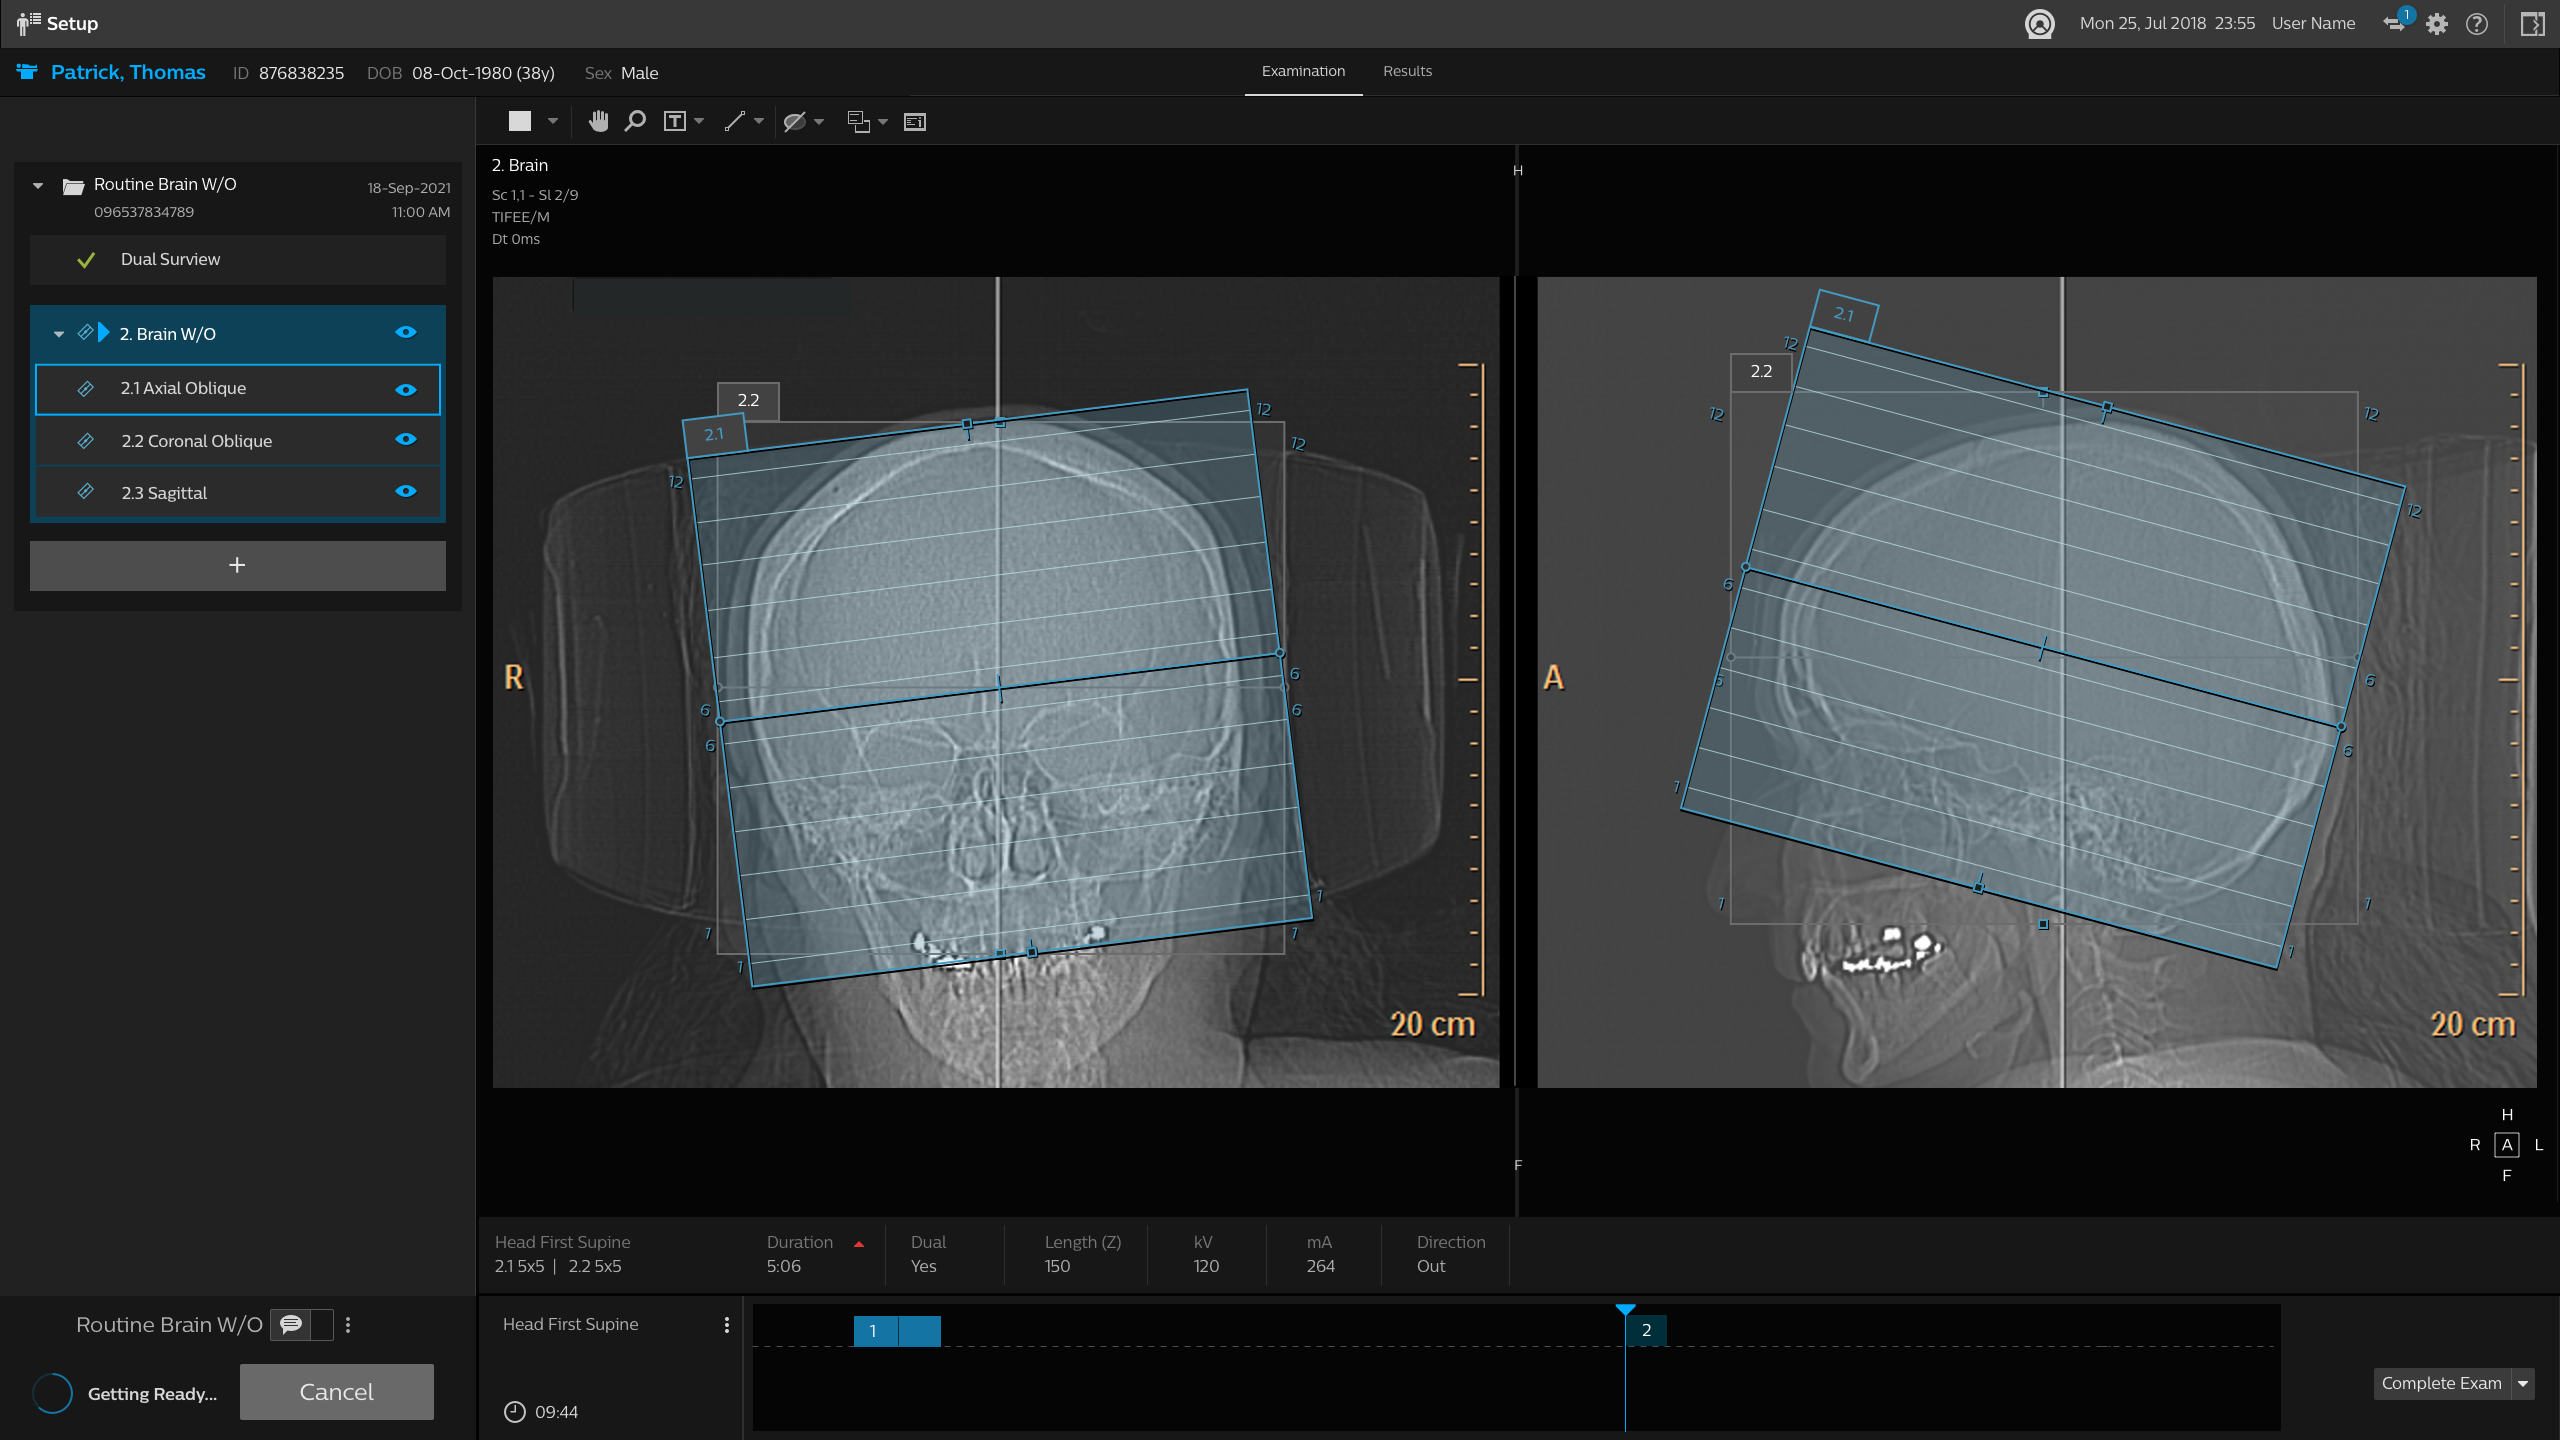 Setup
Mon 25, Jul 2018 23:55 User Name 1
Patrick, Thomas ID 876838235 DOB 08-Oct-1980 (38y) Sex Male
Examination Results
Routine Brain W/O 18-Sep-2021
096537834789 11:00 AM
Dual Surview
2. Brain W/O
2.1 Axial Oblique
2.2 Coronal Oblique
2.3 Sagittal
+
2. Brain
Sc 1,1 - Sl 2/9
TIFEE/M
Dt 0ms
H
2.2
2.1
12
12
12
R
6
6
6
6
1
1
1
1
20 cm
2.1
12
2.2
12
12
12
A
6
6
6
1
1
1
1
20 cm
H
R A L
F
F
Head First Supine
2.1 5x5 | 2.2 5x5
Duration
5:06
Dual
Yes
Length (Z)
150
kV
120
mA
264
Direction
Out
Routine Brain W/O
Getting Ready...
Cancel
Head First Supine
09:44
1
2
Complete Exam